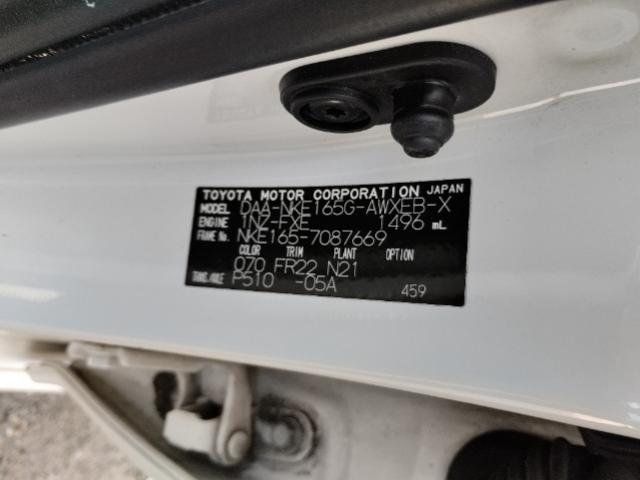 TOYOTA MOTOR CORPORATION JAPAN
MODEL DAA-NKE165G-AWXEB-X
ENGINE 1NZ-FXE 1496 mL
FRAME No. NKE165-7087669
COLOR TRIM PLANT OPTION
070 FR22 N21
TRANS./AXLE P510 -05A 459